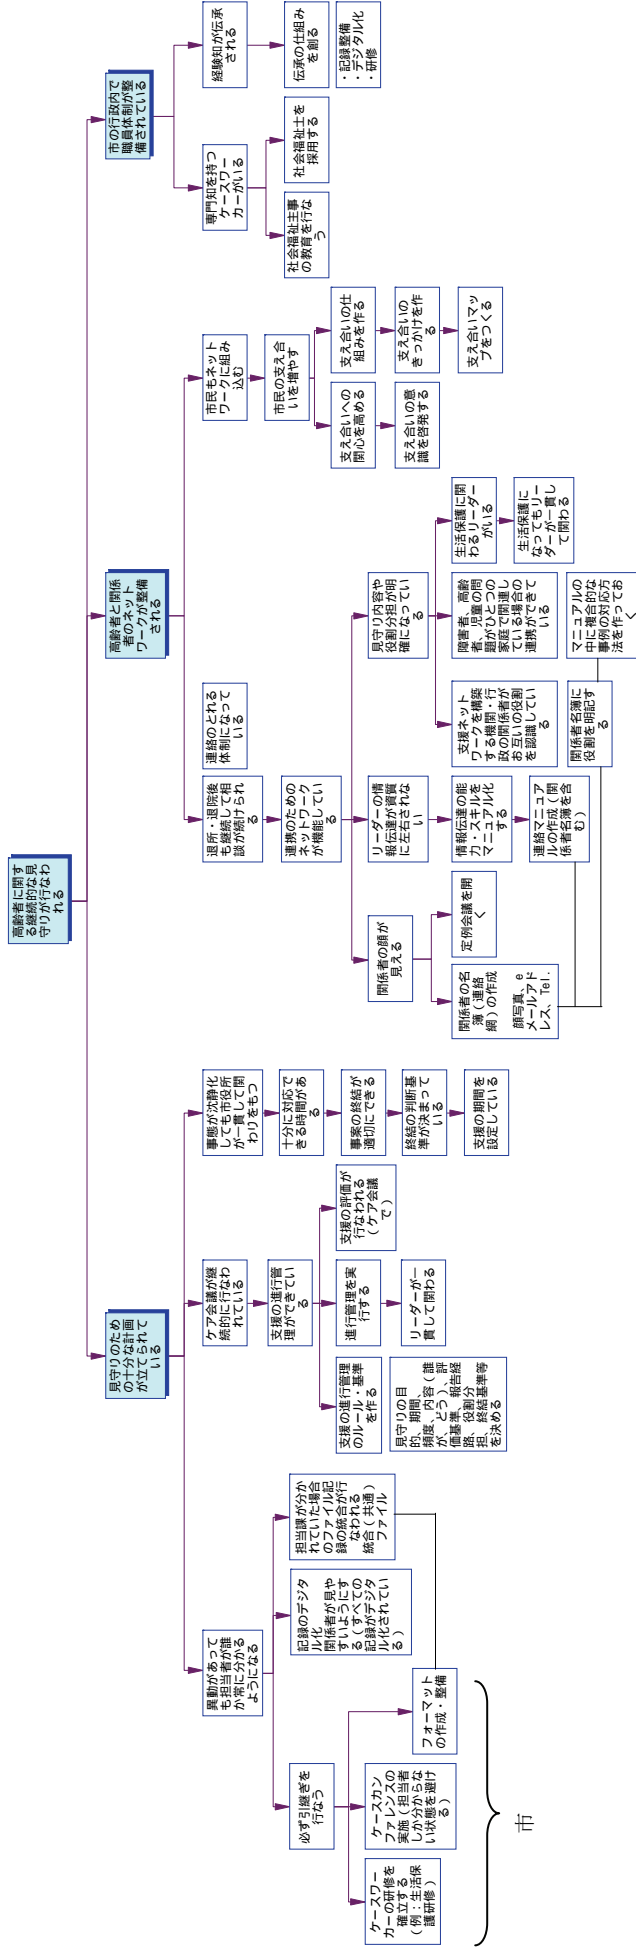 高齢者に関す
る継続的な見
守りが行なわ
れる
見守りのため
の十分な計画
が立てられて
いる
高齢者と関係
者のネット
ワークが整備
される
市の行政内で
職員体制が整
備されている
異動があって
も担当者が誰
か常に分かる
ようになる
ケア会議が継
続的に行なわ
れている
事態が沈静化
しても市役所
が一貫して関
わりをもつ
退所・退院後
も継続して相
談が続けられ
る
連絡のとれる
体制になって
いる
市民もネット
ワークに組み
込む
専門知を持つ
ケースワー
カーがいる
経験知が伝承
される
必ず引継ぎを
行なう
記録のデジタ
ル化
関係者が見や
すいようにす
る(すべての
記録がデジタ
ル化されてい
る)
担当課が分か
れていた場合
のファイル記
録の統合が行
なわれる
統合(共通)
ファイル
支援の進行管
理ができてい
る
十分に対応で
きる時間があ
る
連携のための
ネットワーク
が機能してい
る
市民の支え合
いを増やす
社会福祉主事
の教育を行な
う
社会福祉士を
採用する
伝承の仕組み
を創る
・記録整備
・デジタル化
・研修
ケースワー
カーの研修を
確立する
(例:生活保
護研修)
ケースカン
ファレンスの
実施(担当者
しか分からな
い状態を避け
る)
フォーマット
の作成・整備
支援の進行管理
のルール・基準
を作る
進行管理を実
行する
支援の評価が
行なわれる
(ケア会議
で)
事案の終結が
適切にできる
関係者の顔が
見える
リーダーの情
報伝達が資質
に左右されな
い
見守り内容や
役割分担が明
確になってい
る
支え合いへの
関心を高める
支え合いの仕
組みを作る
見守りの目
的、期間、
頻度、内容(誰
が、どう)、評
価基準、報告経
路、役割分
担、終結基準等
を決める
リーダーが一
貫して関わる
終結の判断基
準が決まって
いる
関係者の名
簿(連絡
網)の作成
顔写真、e
メールアド
レス、Tel.
定例会議を開
く
情報伝達の能
力・スキルを
マニュアル化
する
支援ネット
ワークを構築
する機関・行
政の関係者が
お互いの役割
を認識してい
る
障害者、高齢
者、児童の問
題がひとつの
家庭で関連し
ている場合の
連携ができて
いる
生活保護に関
わるリーダー
がいる
支え合いの意
識を啓発する
支え合いの
きっかけを作
る
支援の期間を
設定している
連絡マニュア
ルの作成(関
係者名簿を含
む)
関係者名簿に
役割を明記す
る
マニュアルの
中に複合的な
事例の対応方
法を作ってお
く
生活保護に
なってもリー
ダーが一貫し
て関わる
支え合いマッ
プをつくる
市